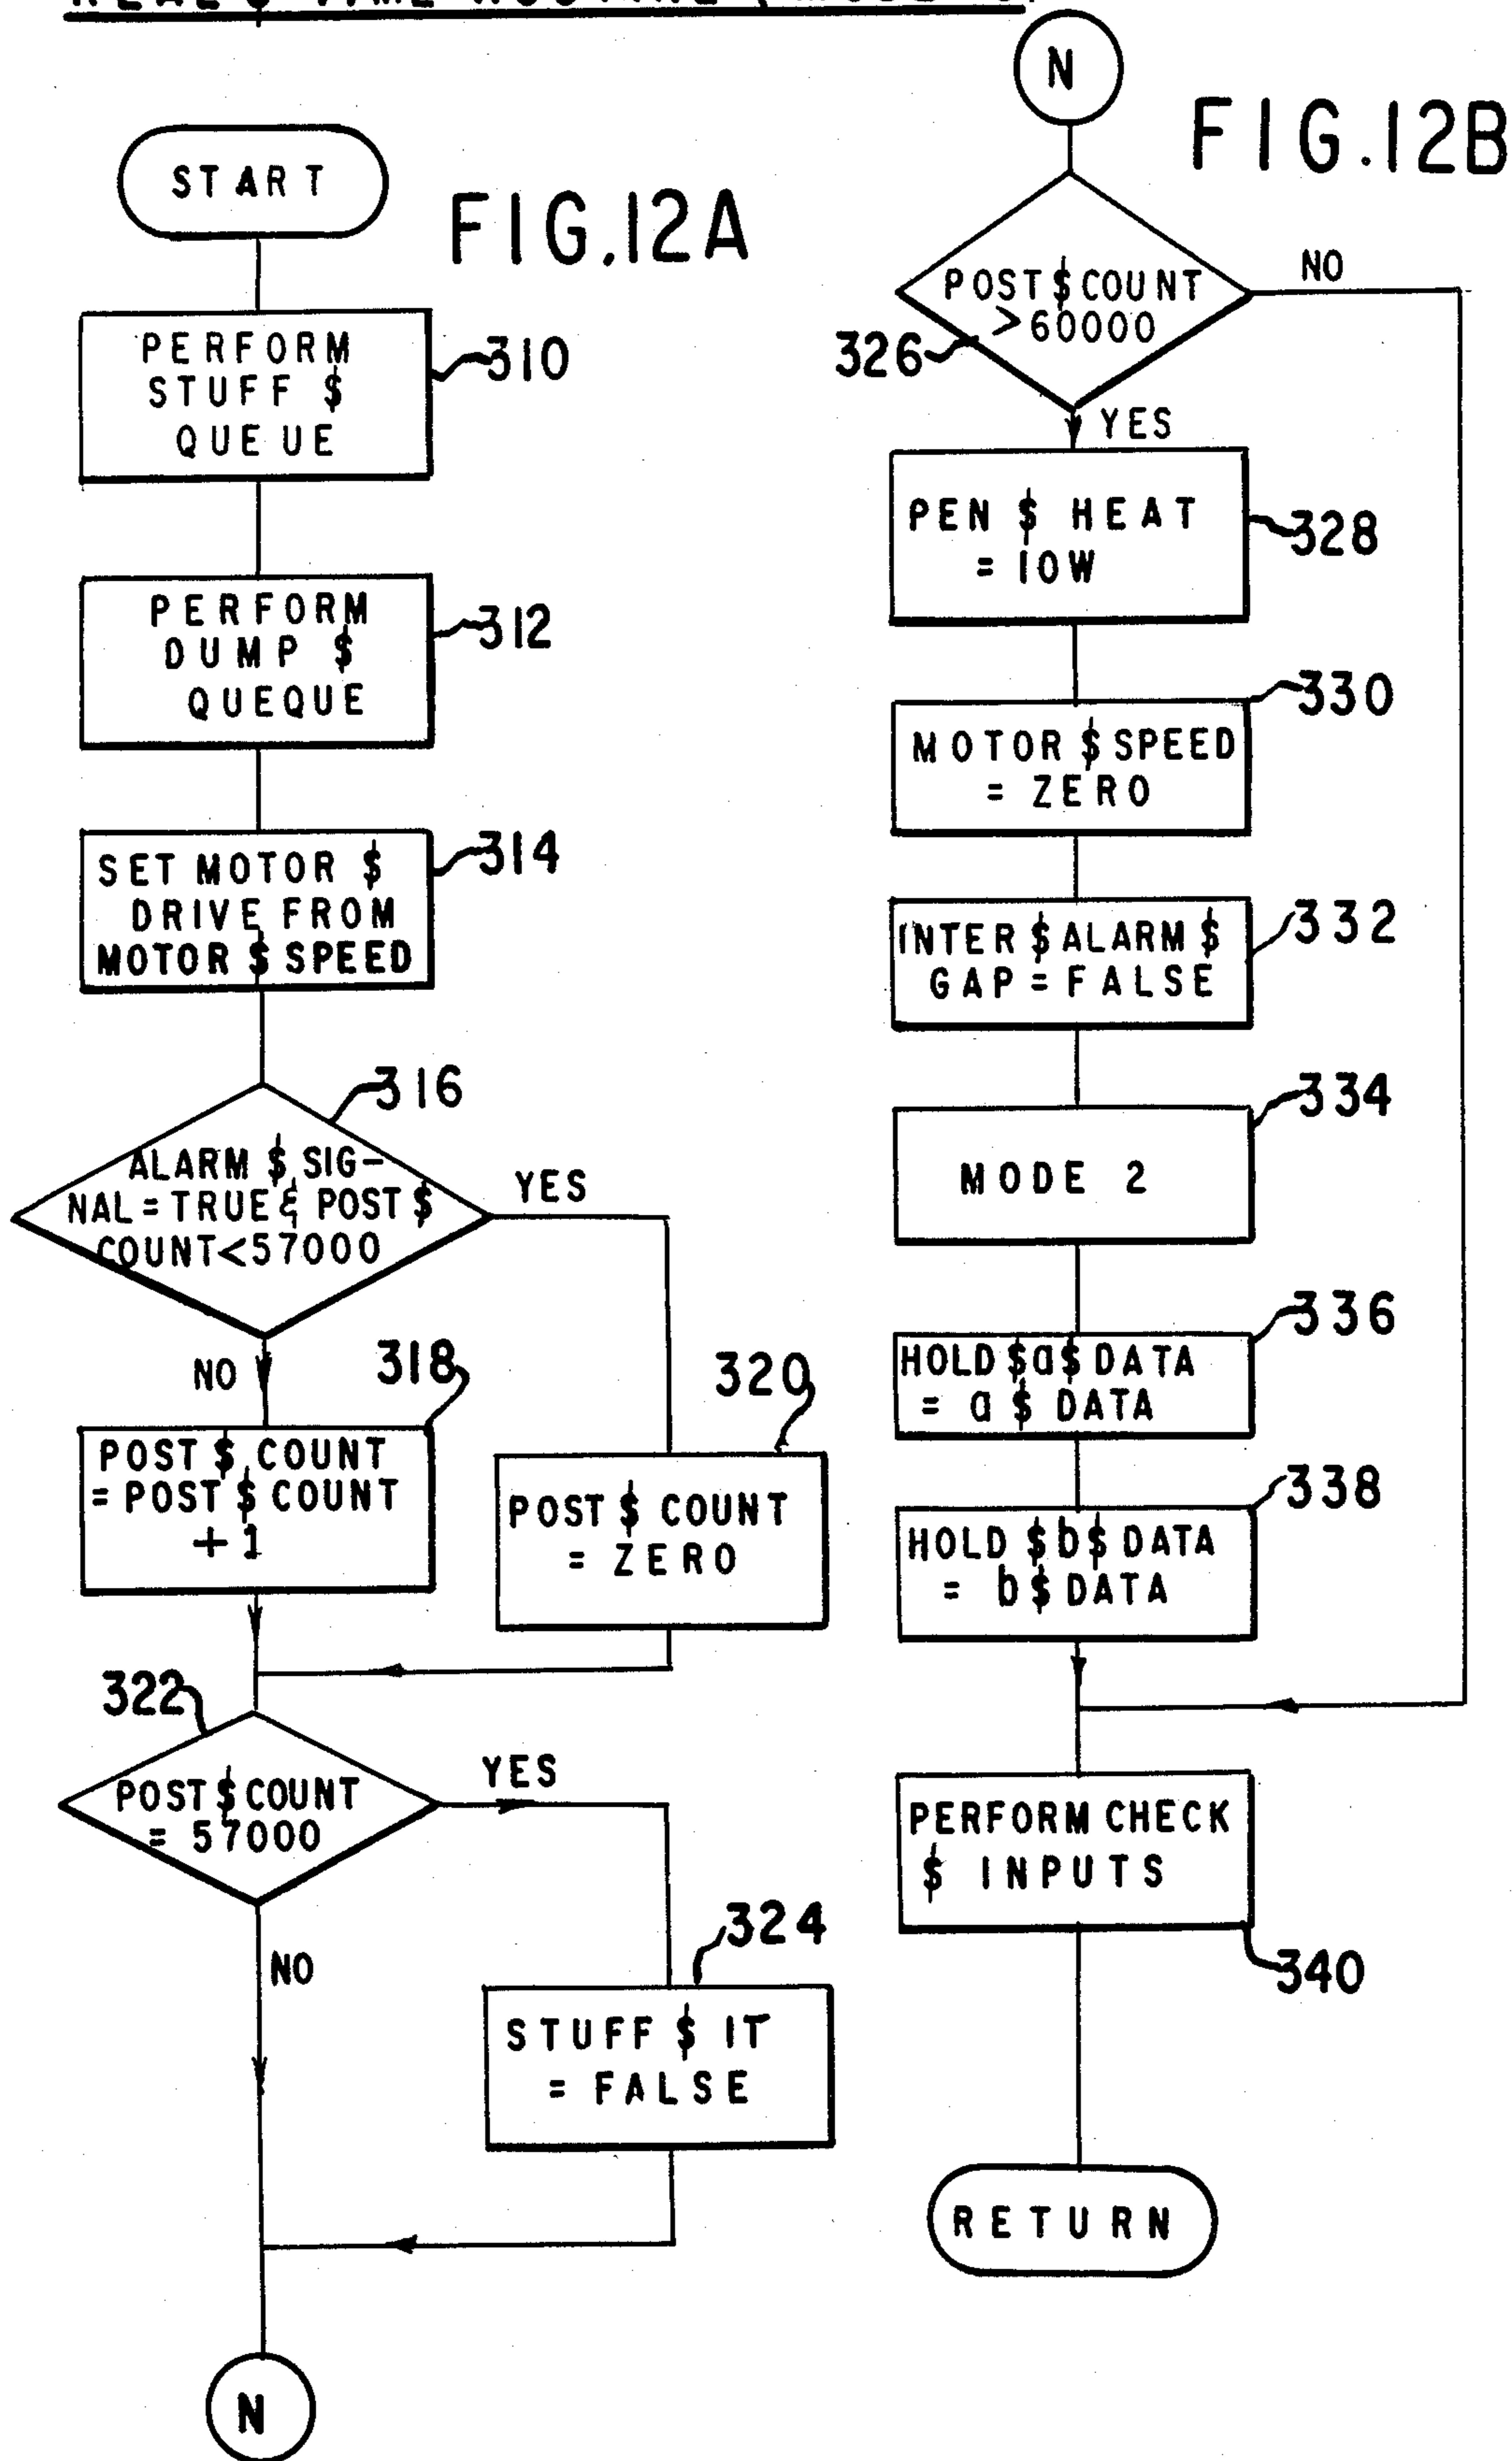 START
FIG.12A
PERFORM
STUFF $
QUEUE
310
PERFORM
DUMP $
QUEQUE
312
SET MOTOR $
DRIVE FROM
MOTOR $ SPEED
314
316
ALARM $ SIG-
NAL = TRUE & POST $
COUNT < 57000
YES
NO
318
POST $ COUNT
= POST $ COUNT
+ 1
320
POST $ COUNT
= ZERO
322
POST $ COUNT
= 57000
YES
NO
324
STUFF $ IT
= FALSE
N
N
FIG.12B
POST $ COUNT
> 60000
326
NO
YES
PEN $ HEAT
= 10W
328
330
MOTOR $ SPEED
= ZERO
INTER $ ALARM $
GAP = FALSE
332
334
MODE 2
336
HOLD $ a $ DATA
= a $ DATA
338
HOLD $ b $ DATA
= b $ DATA
PERFORM CHECK
$ INPUTS
340
RETURN